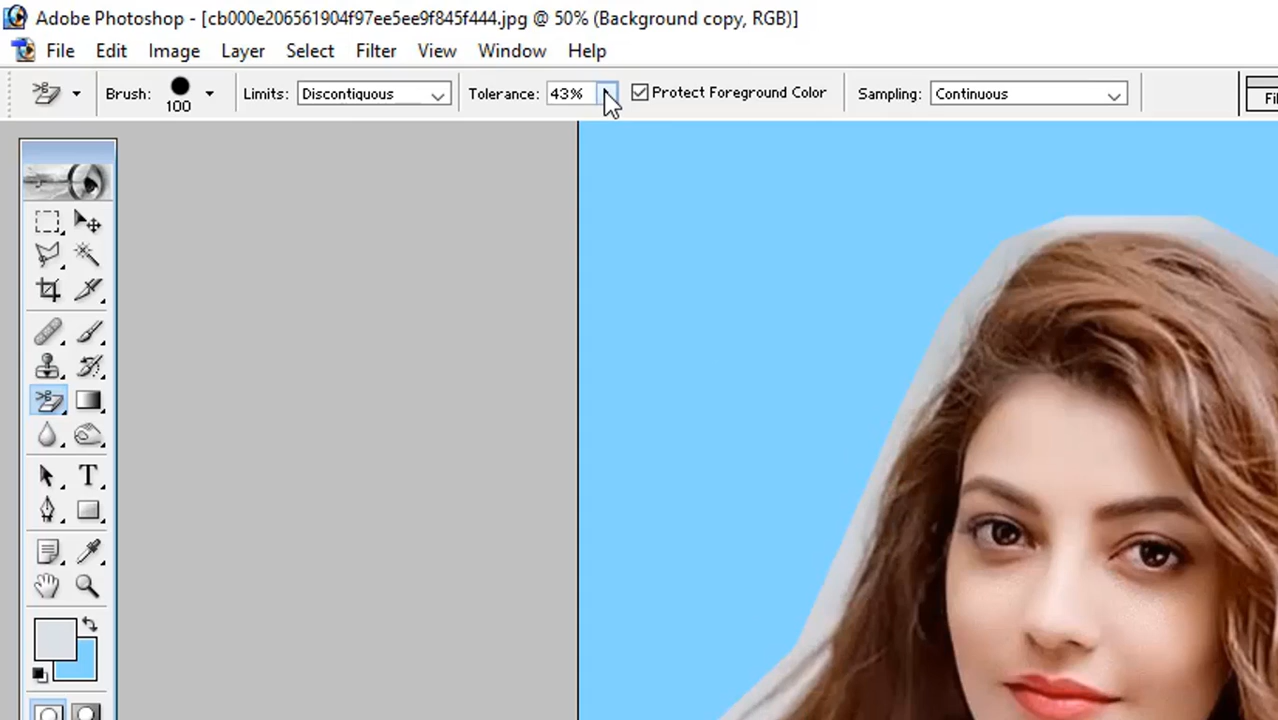 Adobe Photoshop - [cb000e206561904f97ee5ee9f845f444.jpg @ 50% (Background copy, RGB)]
File Edit Image Layer Select Filter View Window Help
Brush: 100 Limits: Discontiguous Tolerance: 43% Protect Foreground Color Sampling: Continuous
T